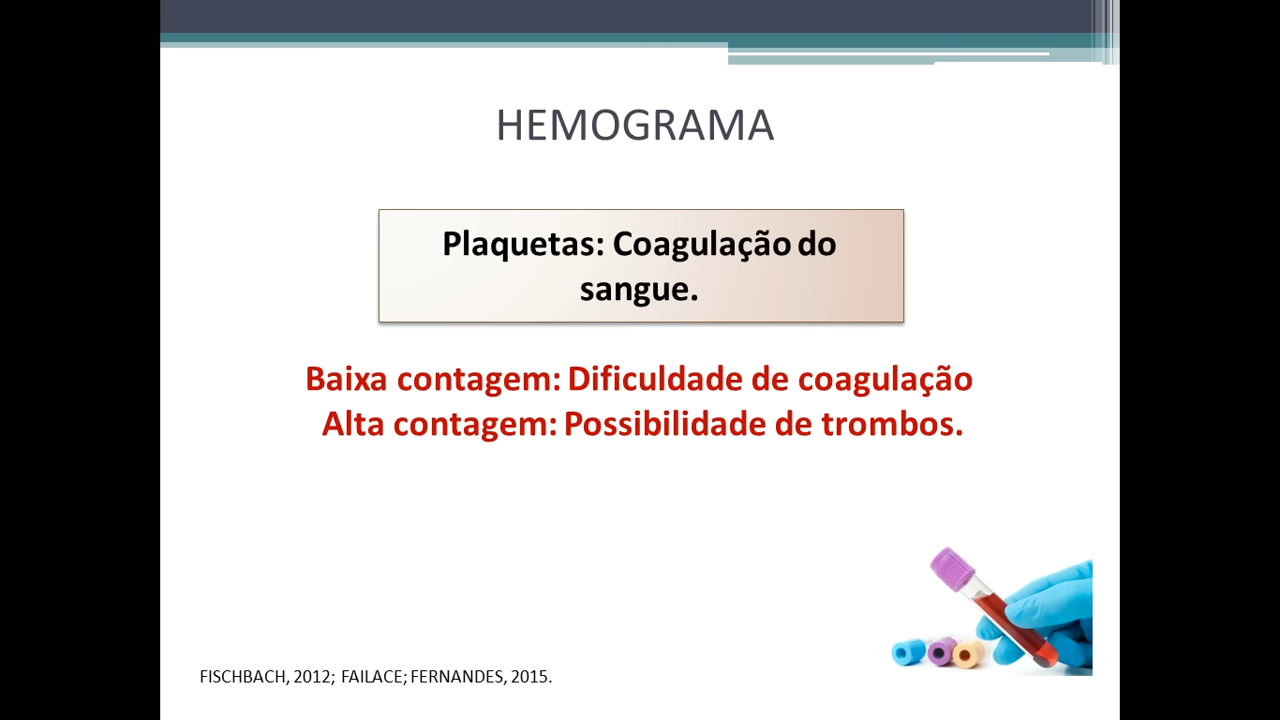 HEMOGRAMA
Plaquetas: Coagulação do
sangue.
Baixa contagem: Dificuldade de coagulação
Alta contagem: Possibilidade de trombos.
FISCHBACH, 2012; FAILACE; FERNANDES, 2015.